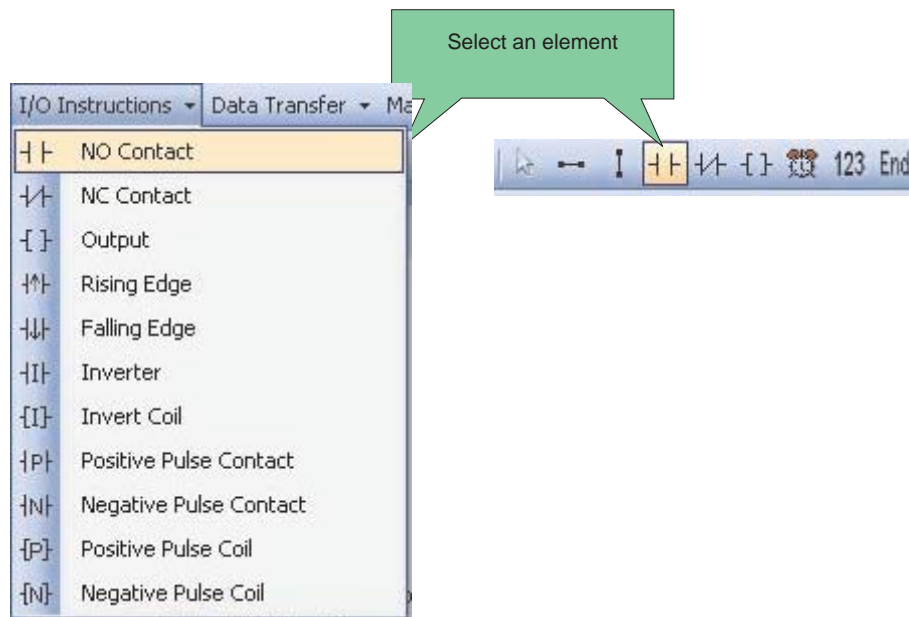 Select an element
I/O Instructions Data Transfer Ma
NO Contact
NC Contact
Output
Rising Edge
Falling Edge
Inverter
Invert Coil
Positive Pulse Contact
Negative Pulse Contact
Positive Pulse Coil
Negative Pulse Coil
123 End